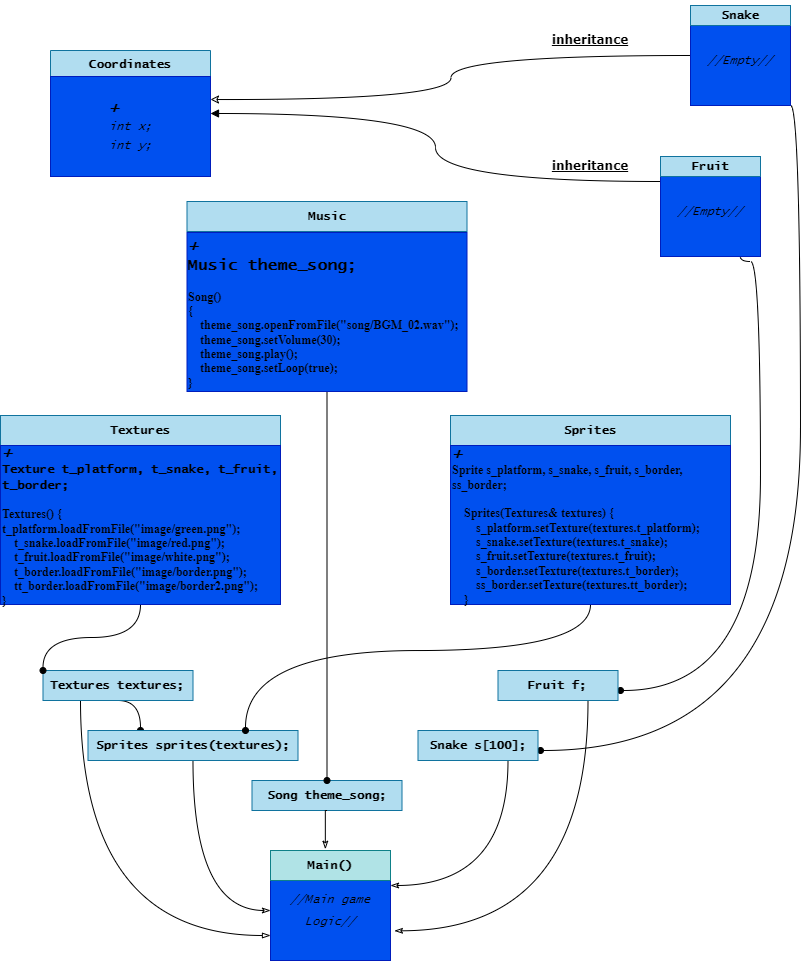 Snake
//Empty//
inheritance
Coordinates
+
int x;
int y;
inheritance
Fruit
//Empty//
Music
+
Music theme_song;
Song()
{
theme_song.openFromFile("song/BGM_02.wav");
theme_song.setVolume(30);
theme_song.play();
theme_song.setLoop(true);
}
Textures
+
Texture t_platform, t_snake, t_fruit,
t_border;
Textures() {
t_platform.loadFromFile("image/green.png");
t_snake.loadFromFile("image/red.png");
t_fruit.loadFromFile("image/white.png");
t_border.loadFromFile("image/border.png");
tt_border.loadFromFile("image/border2.png");
}
Sprites
+
Sprite s_platform, s_snake, s_fruit, s_border,
ss_border;
Sprites(Textures& textures) {
s_platform.setTexture(textures.t_platform);
s_snake.setTexture(textures.t_snake);
s_fruit.setTexture(textures.t_fruit);
s_border.setTexture(textures.t_border);
ss_border.setTexture(textures.tt_border);
}
Textures textures;
Fruit f;
Sprites sprites(textures);
Snake s[100];
Song theme_song;
Main()
//Main game
Logic//